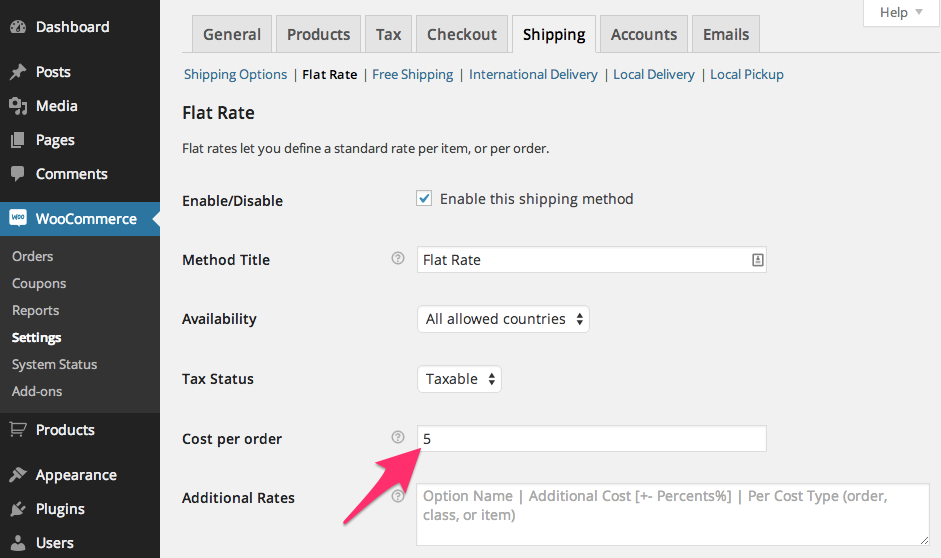 Dashboard
Posts
Media
Pages
Comments
WOO WooCommerce
Orders
Coupons
Reports
Settings
System Status
Add-ons
Products
Appearance
Plugins
Users
Help
General Products Tax Checkout Shipping Accounts Emails
Shipping Options | Flat Rate | Free Shipping | International Delivery | Local Delivery | Local Pickup
Flat Rate
Flat rates let you define a standard rate per item, or per order.
Enable/Disable Enable this shipping method
Method Title ? Flat Rate
Availability All allowed countries
Tax Status Taxable
Cost per order ? 5
Additional Rates ? Option Name | Additional Cost [+- Percents%] | Per Cost Type (order,
class, or item)